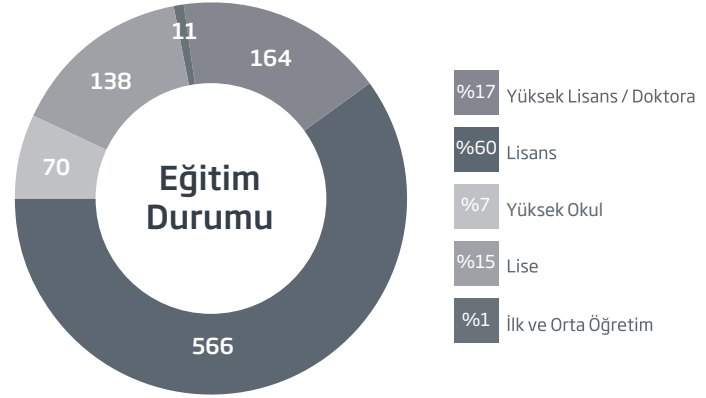 11
164
138
70
566
Eğitim
Durumu
%17 Yüksek Lisans / Doktora
%60 Lisans
%7 Yüksek Okul
%15 Lise
%1 İlk ve Orta Öğretim